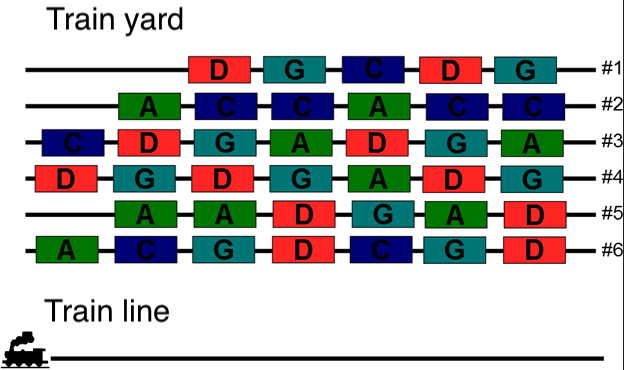 Train yard
D G C D G #1
A C C A C C #2
C D G A D G A #3
D G D G A D G #4
A A D G A D #5
A C G D C G D #6
Train line